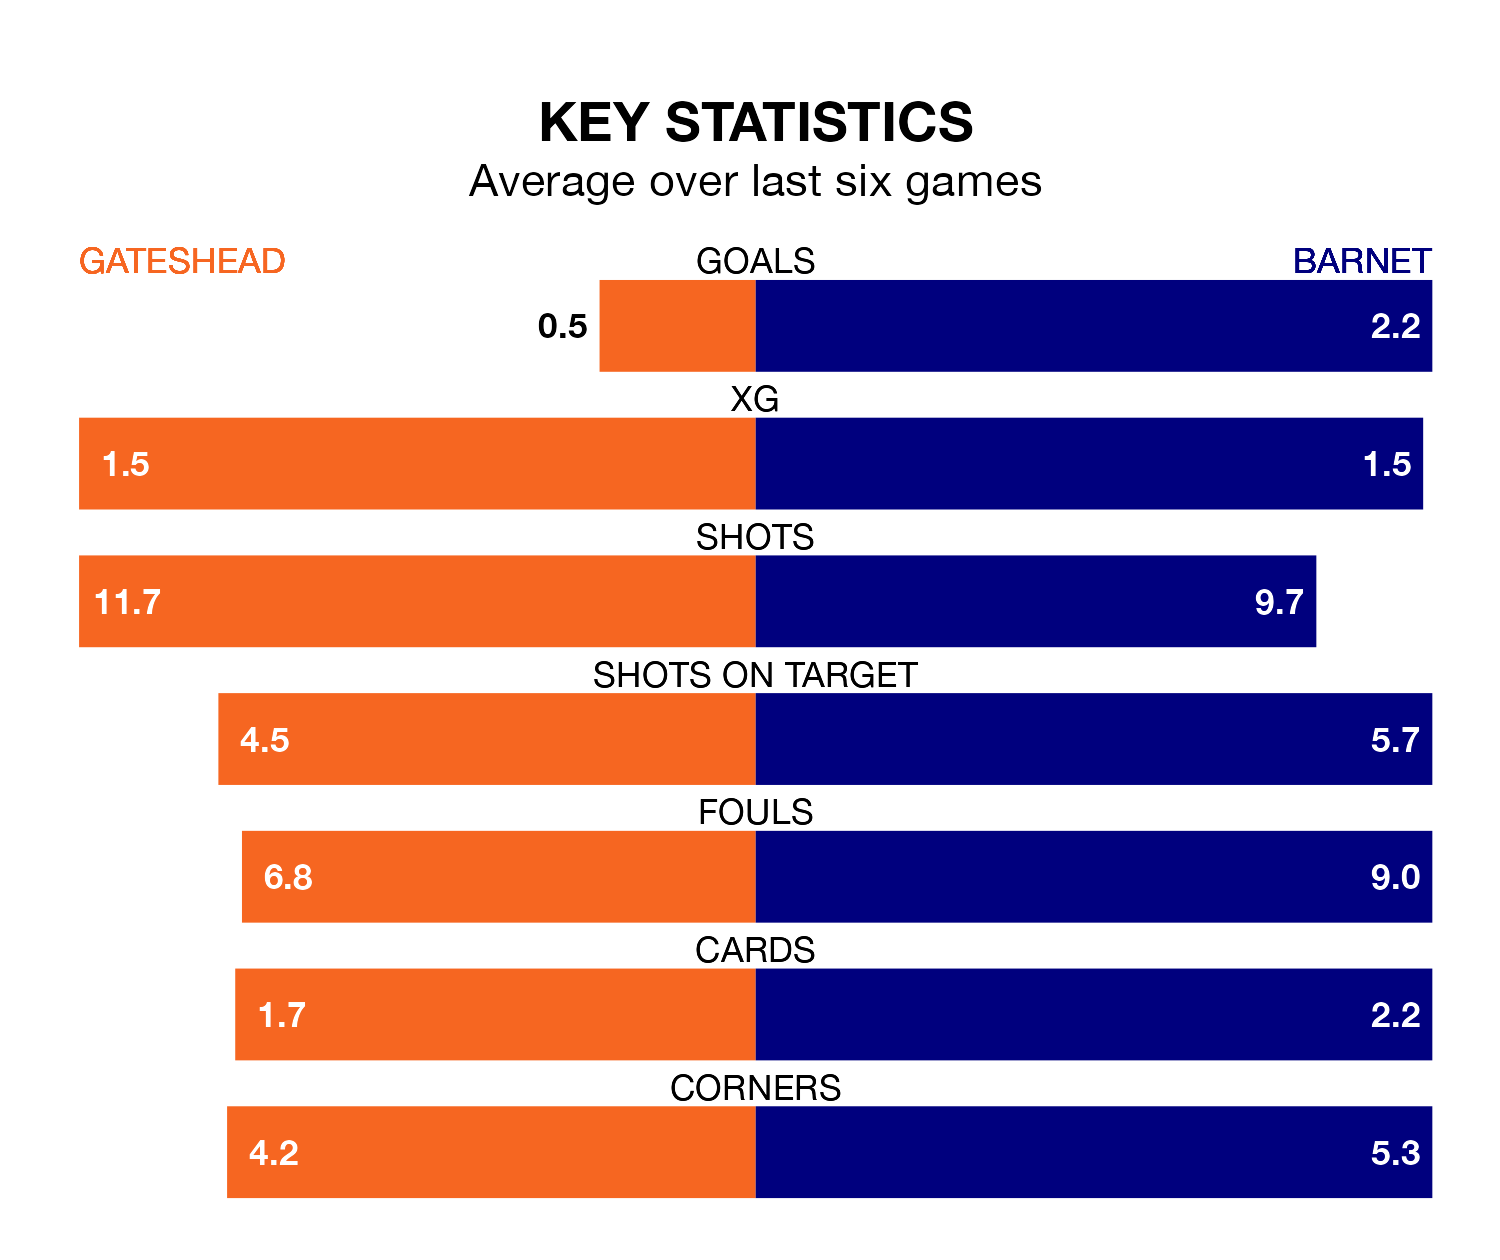 KEY STATISTICS
Average over last six games
GATESHEAD GOALS BARNET
0.5 2.2
XG
1.5 1.5
SHOTS
11.7 9.7
SHOTS ON TARGET
4.5 5.7
FOULS
6.8 9.0
CARDS
1.7 2.2
CORNERS
4.2 5.3